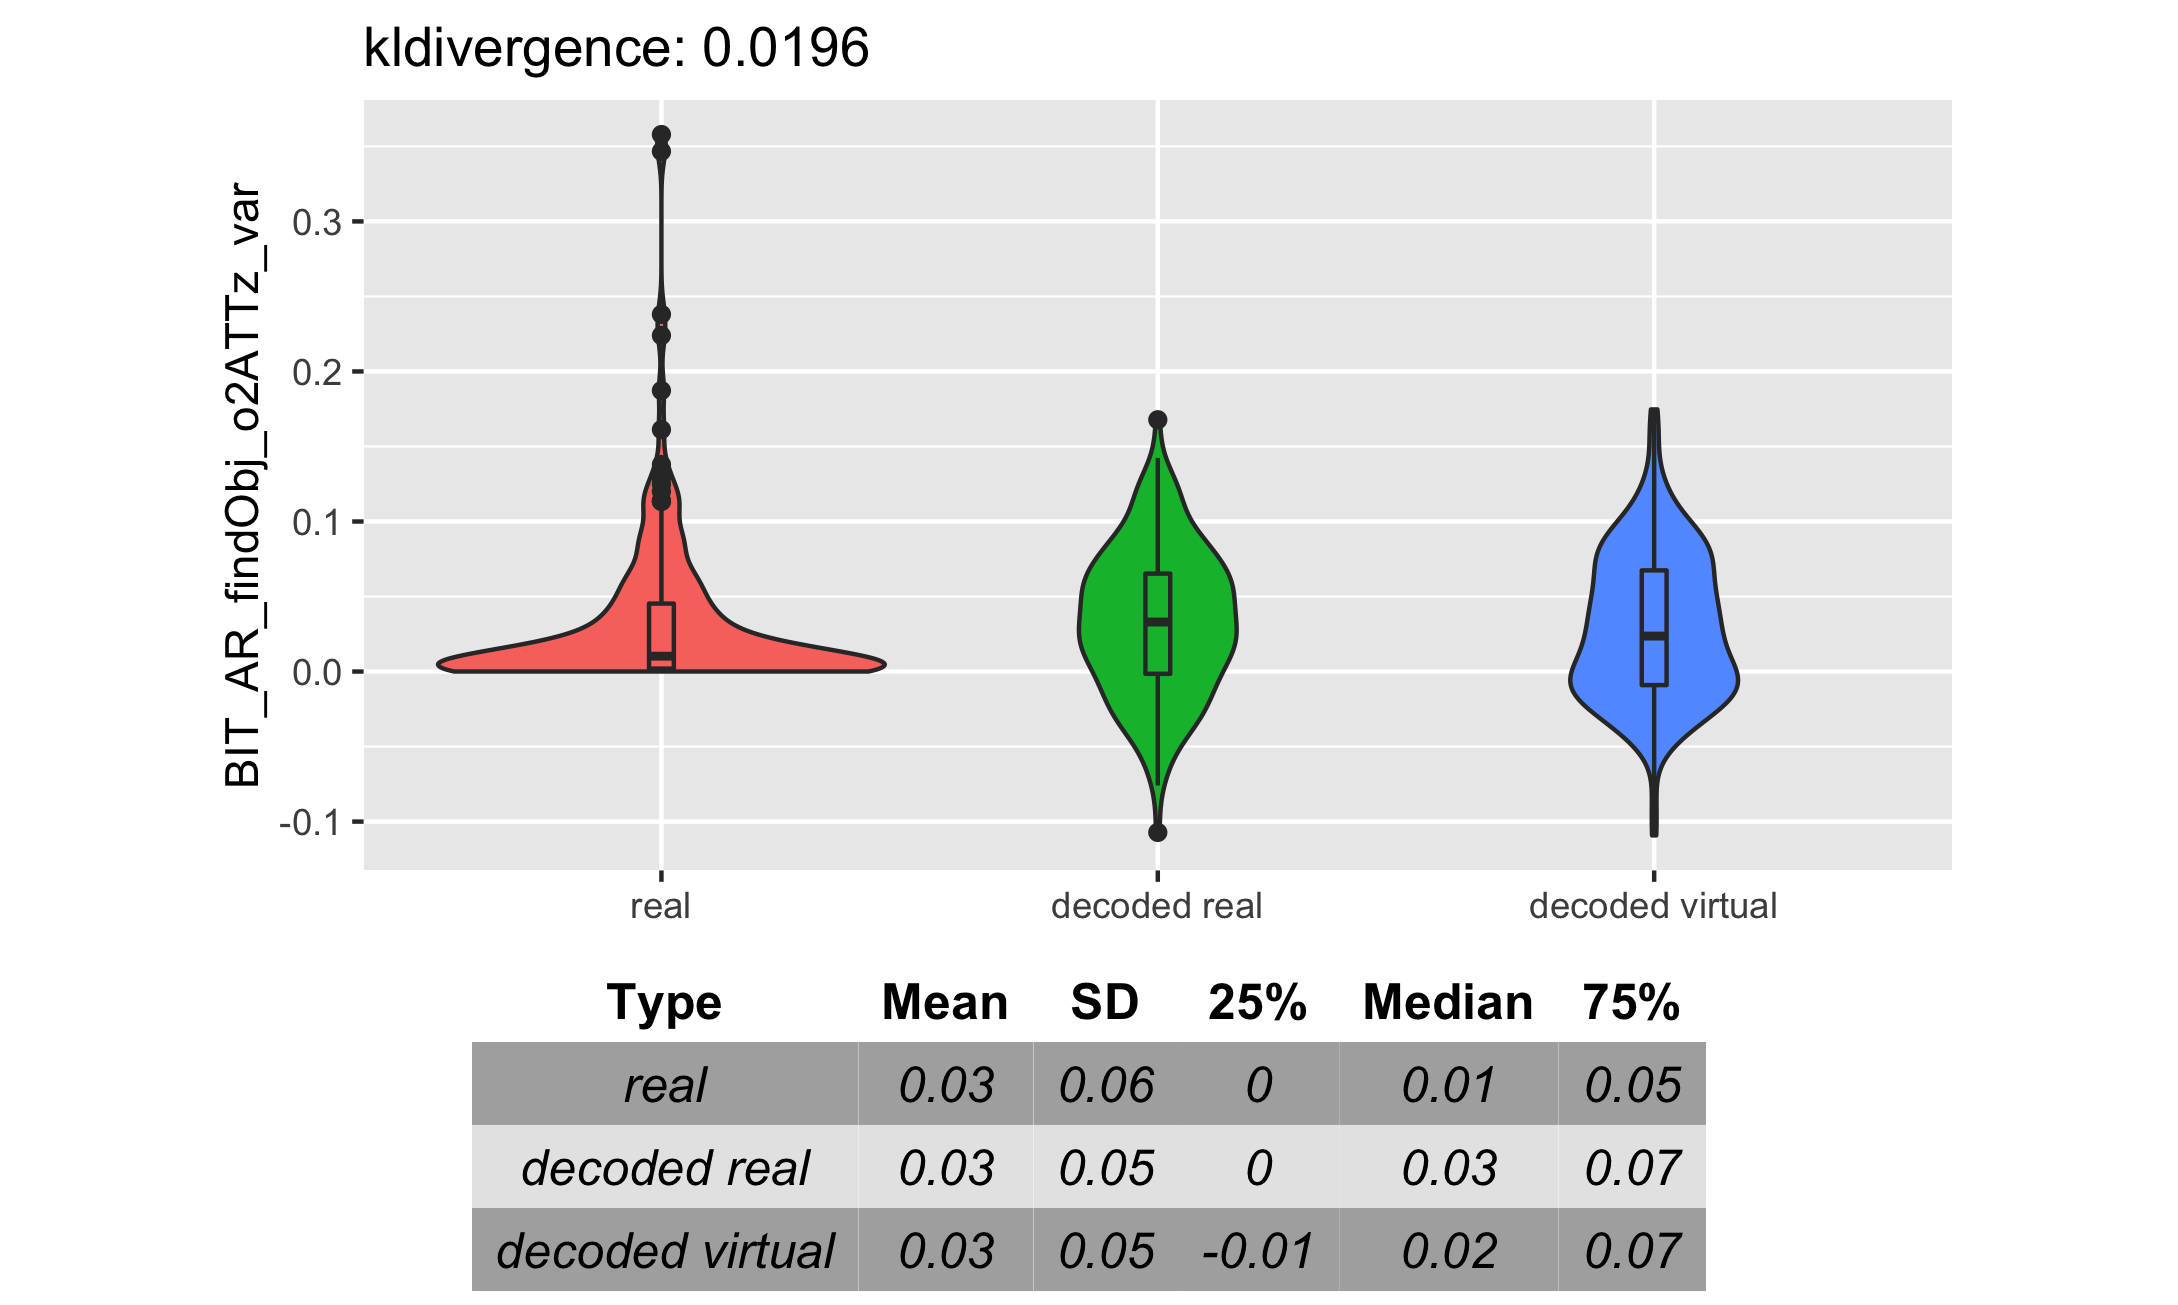 kldivergence: 0.0196
BIT_AR_findObj_o2ATTz_var
0.3
0.2
0.1
0.0
-0.1
real decoded real decoded virtual
Type Mean SD 25% Median 75%
real 0.03 0.06 0 0.01 0.05
decoded real 0.03 0.05 0 0.03 0.07
decoded virtual 0.03 0.05 -0.01 0.02 0.07